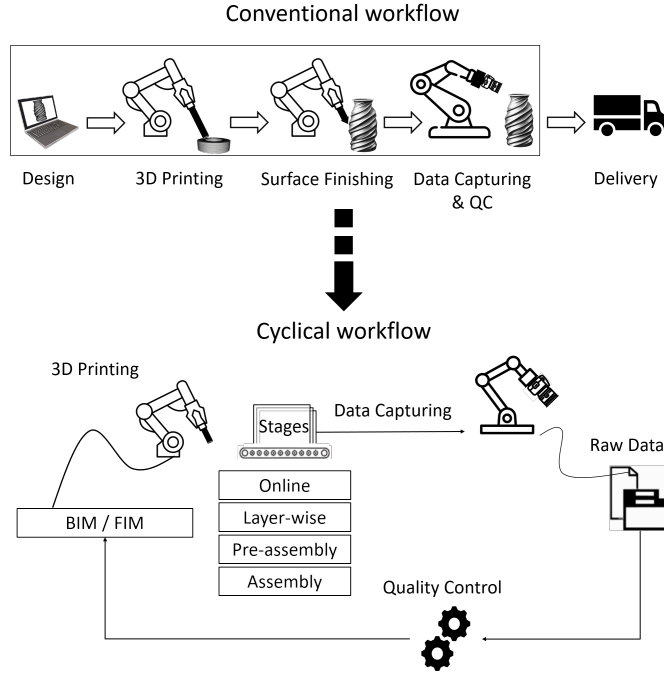 Conventional workflow
Design
3D Printing
Surface Finishing
Data Capturing
& QC
Delivery
Cyclical workflow
3D Printing
Stages
Data Capturing
Raw Data
Online
Layer-wise
Pre-assembly
Assembly
BIM / FIM
Quality Control